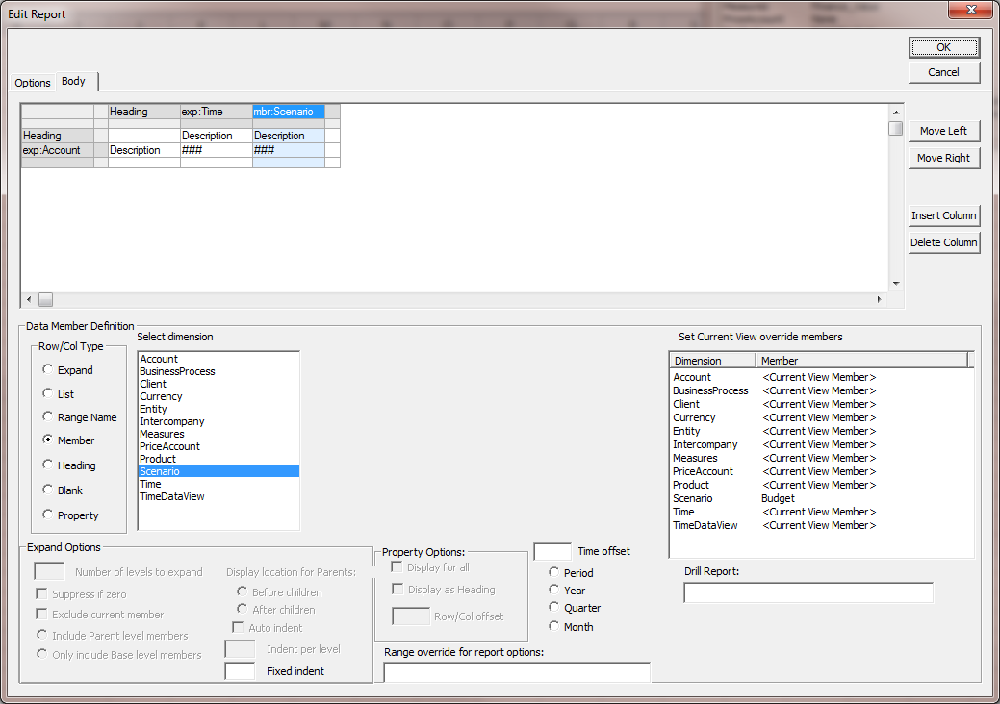 Edit Report
OK
Cancel
Options Body
Heading exp:Time mbr:Scenario
Heading Description Description
exp:Account Description ### ###
Move Left
Move Right
Insert Column
Delete Column
Data Member Definition
Row/Col Type
Expand
List
Range Name
Member
Heading
Blank
Property
Select dimension
Account
BusinessProcess
Client
Currency
Entity
Intercompany
Measures
PriceAccount
Product
Scenario
Time
TimeDataView
Set Current View override members
Dimension Member
Account <Current View Member>
BusinessProcess <Current View Member>
Client <Current View Member>
Currency <Current View Member>
Entity <Current View Member>
Intercompany <Current View Member>
Measures <Current View Member>
PriceAccount <Current View Member>
Product <Current View Member>
Scenario Budget
Time <Current View Member>
TimeDataView <Current View Member>
Expand Options
Number of levels to expand
Suppress if zero
Exclude current member
Include Parent level members
Only include Base level members
Display location for Parents:
Before children
After children
Auto indent
Indent per level
Fixed indent
Property Options:
Display for all
Display as Heading
Row/Col offset
Time offset
Period
Year
Quarter
Month
Range override for report options:
Drill Report: